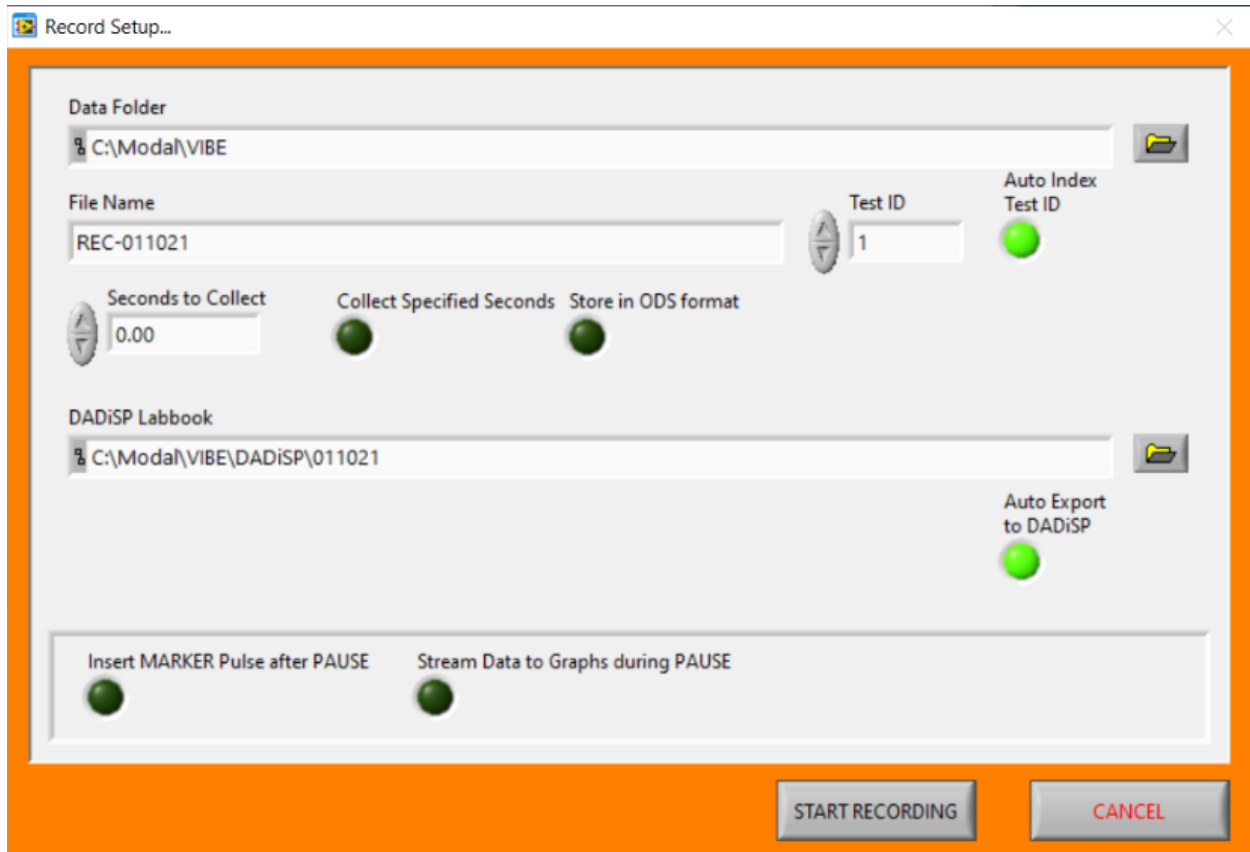 Record Setup...
Data Folder
C:\Modal\VIBE
File Name
Test ID
Auto Index
Test ID
REC-011021
1
Seconds to Collect
Collect Specified Seconds
Store in ODS format
0.00
DADiSP Labbook
C:\Modal\VIBE\DADiSP\011021
Auto Export
to DADiSP
Insert MARKER Pulse after PAUSE
Stream Data to Graphs during PAUSE
START RECORDING
CANCEL